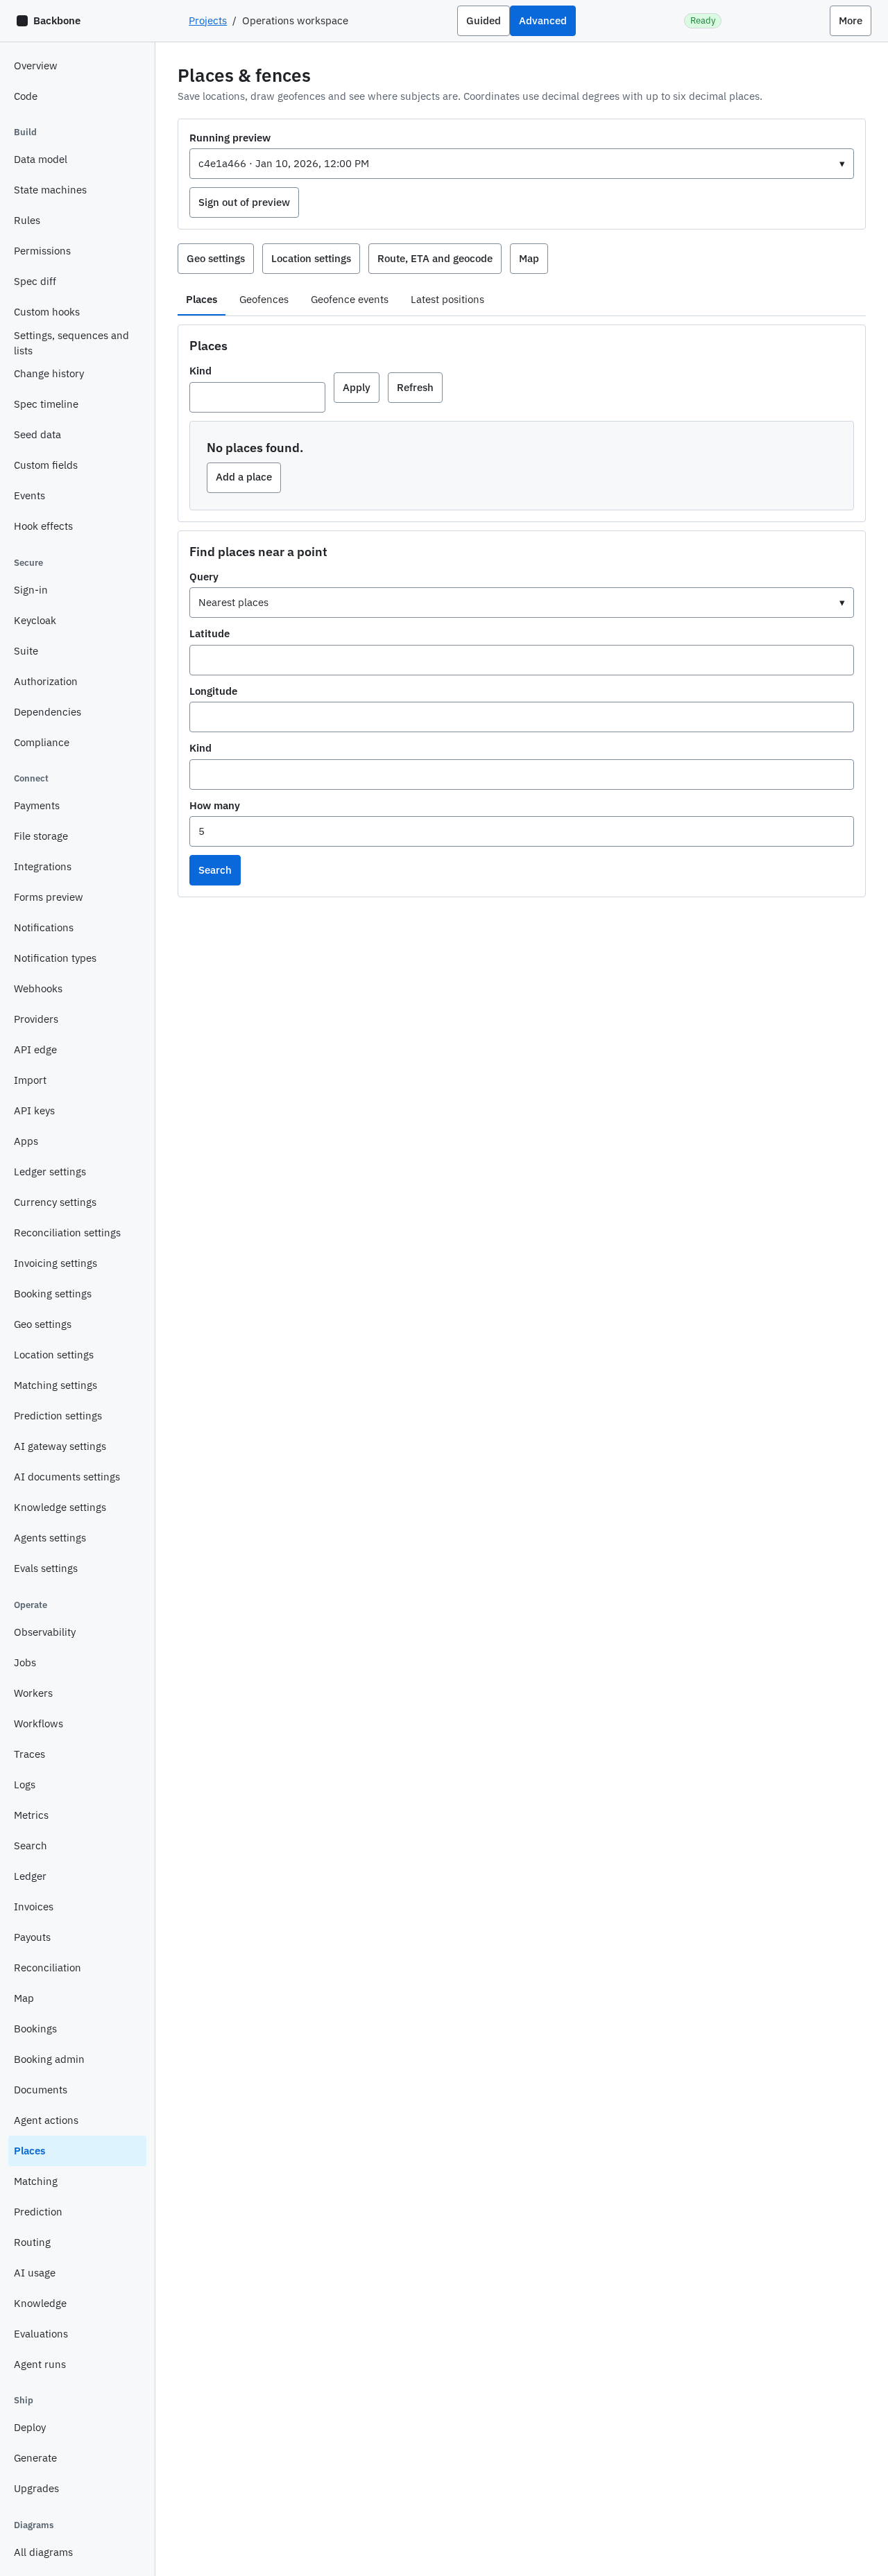 Backbone
Projects / Operations workspace
Guided
Advanced
Ready
More
Overview
Code
Build
Data model
State machines
Rules
Permissions
Spec diff
Custom hooks
Settings, sequences and
lists
Change history
Spec timeline
Seed data
Custom fields
Events
Hook effects
Secure
Sign-in
Keycloak
Suite
Authorization
Dependencies
Compliance
Connect
Payments
File storage
Integrations
Forms preview
Notifications
Notification types
Webhooks
Providers
API edge
Import
API keys
Apps
Ledger settings
Currency settings
Reconciliation settings
Invoicing settings
Booking settings
Geo settings
Location settings
Matching settings
Prediction settings
AI gateway settings
AI documents settings
Knowledge settings
Agents settings
Evals settings
Operate
Observability
Jobs
Workers
Workflows
Traces
Logs
Metrics
Search
Ledger
Invoices
Payouts
Reconciliation
Map
Bookings
Booking admin
Documents
Agent actions
Places
Matching
Prediction
Routing
AI usage
Knowledge
Evaluations
Agent runs
Ship
Deploy
Generate
Upgrades
Diagrams
All diagrams
Places & fences
Save locations, draw geofences and see where subjects are. Coordinates use decimal degrees with up to six decimal places.
Running preview
c4e1a466 · Jan 10, 2026, 12:00 PM
Sign out of preview
Geo settings
Location settings
Route, ETA and geocode
Map
Places
Geofences
Geofence events
Latest positions
Places
Kind
Apply
Refresh
No places found.
Add a place
Find places near a point
Query
Nearest places
Latitude
Longitude
Kind
How many
5
Search